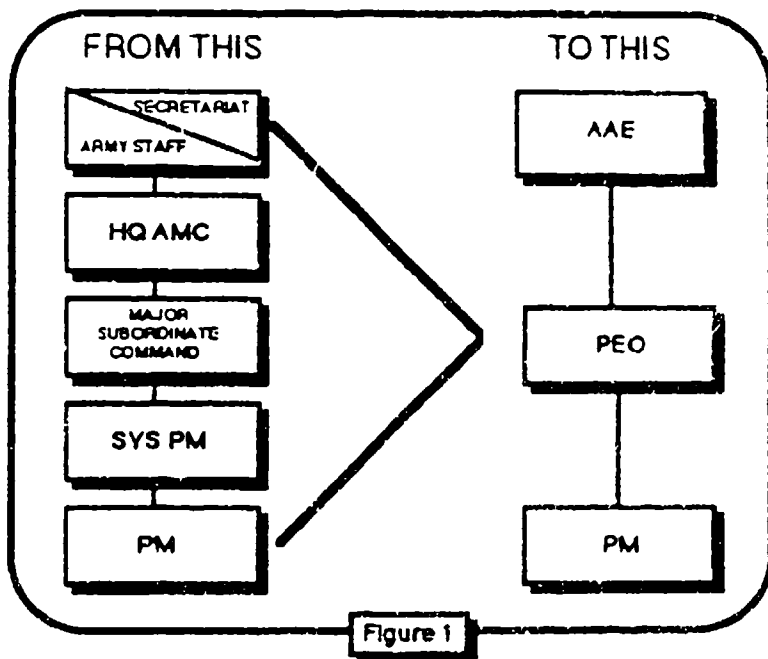 FROM THIS
SECRETARIAT
ARMY STAFF
HQ AMC
MAJOR
SUBORDINATE
COMMAND
SYS PM
PM
TO THIS
AAE
PEO
PM
Figure 1